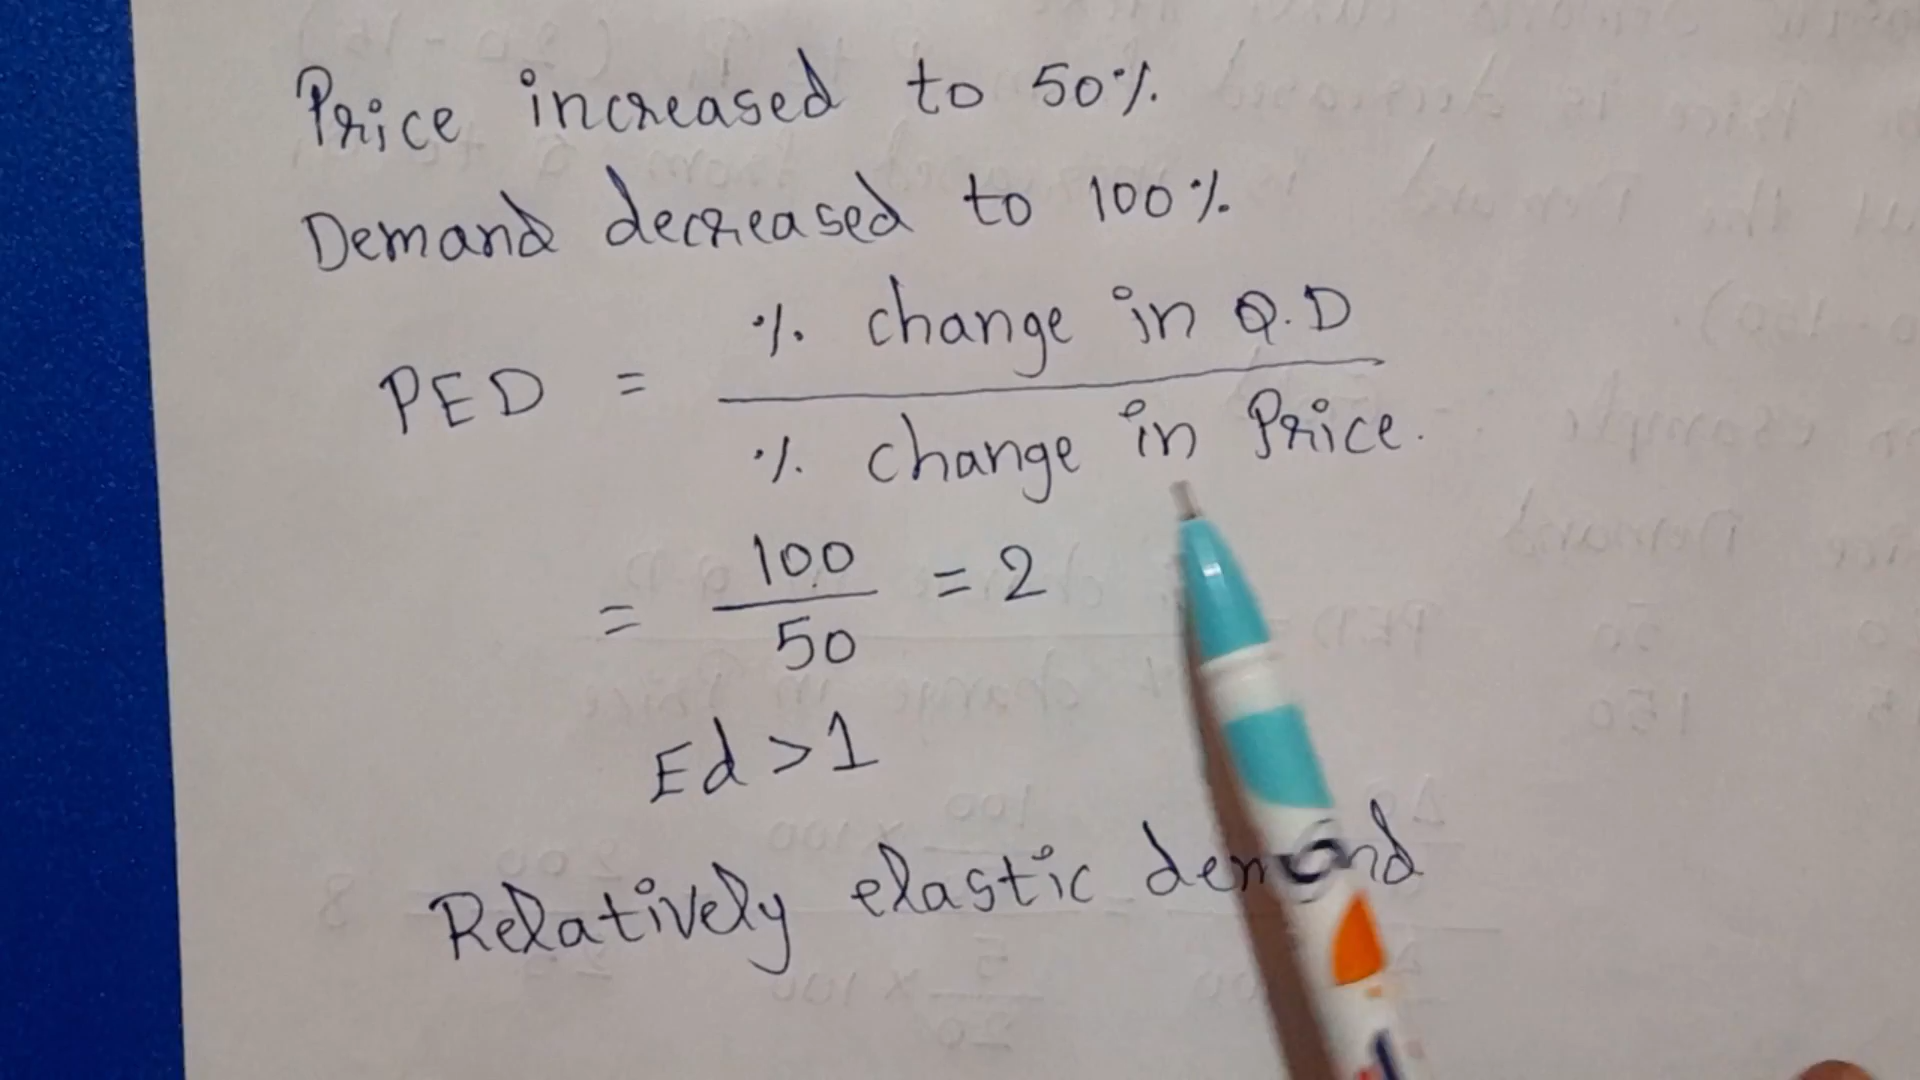 Price increased to 50%.
Demand decreased to 100%.
PED = % change in Q.D
% change in Price.
= 100 = 2
50
Ed > 1
Relatively elastic demand